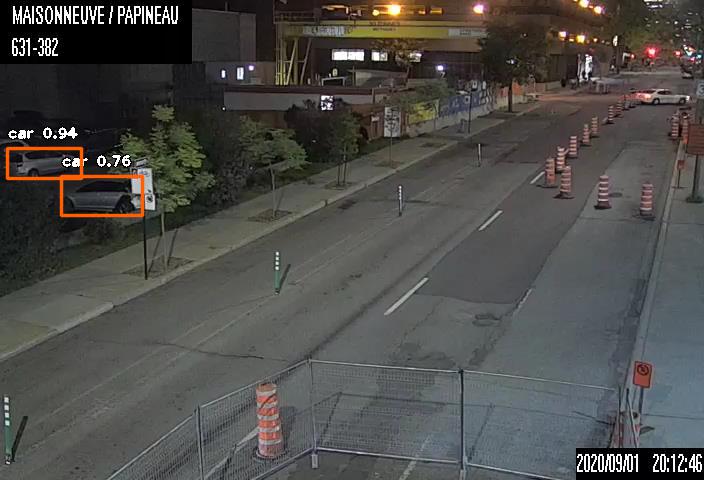 MAISONNEUVE / PAPINEAU
631-382
car 0.94
car 0.76
2020/09/01 20:12:46